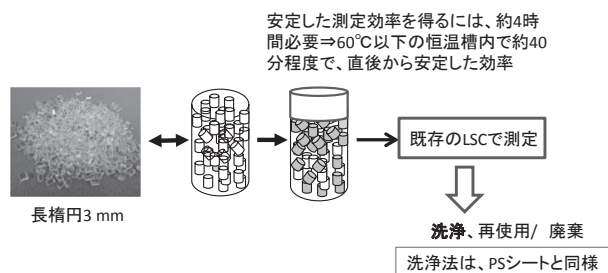 安定した測定効率を得るには、約4時
間必要⇒60℃以下の恒温槽内で約40
分程度で、直後から安定した効率
既存のLSCで測定
長楕円3 mm
洗浄、再使用/ 廃棄
洗浄法は、PSシートと同様